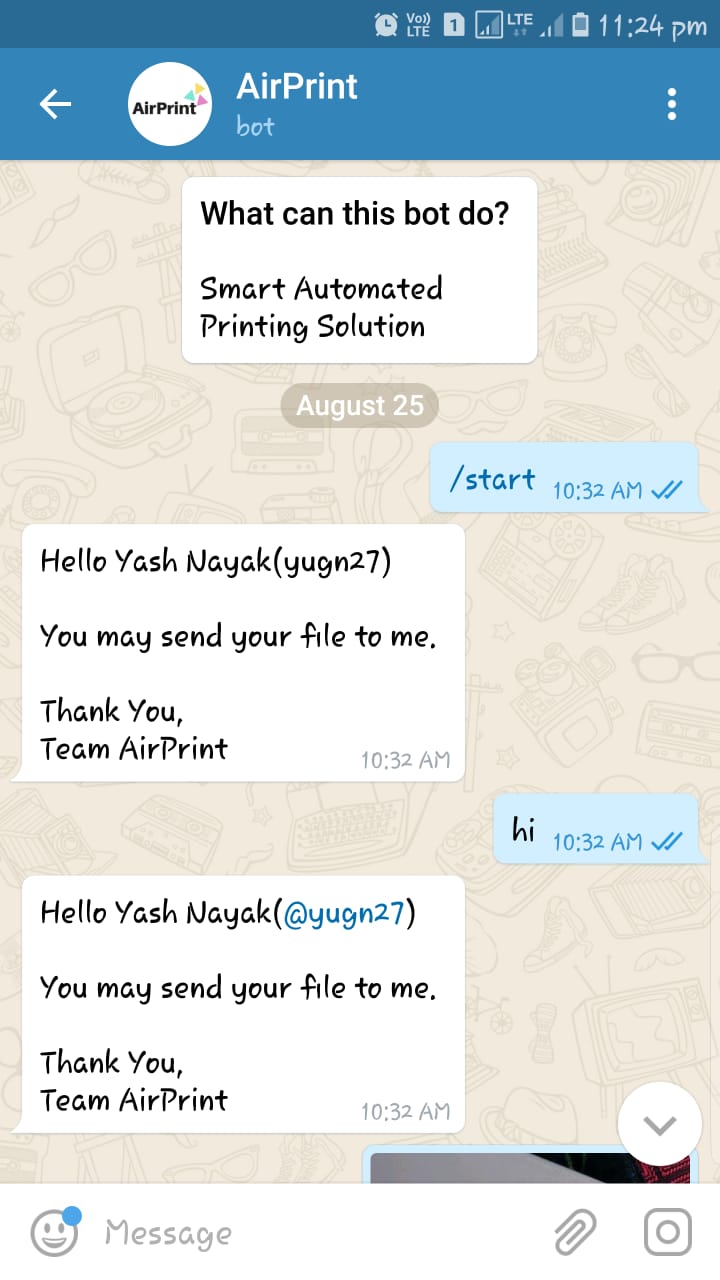 Vo)) LTE 1 LTE 11:24 pm
AirPrint
AirPrint
bot
What can this bot do?
Smart Automated
Printing Solution
August 25
/start 10:32 AM
Hello Yash Nayak(yugn27)
You may send your file to me.
Thank You,
Team AirPrint
10:32 AM
hi 10:32 AM
Hello Yash Nayak(@yugn27)
You may send your file to me.
Thank You,
Team AirPrint
10:32 AM
Message